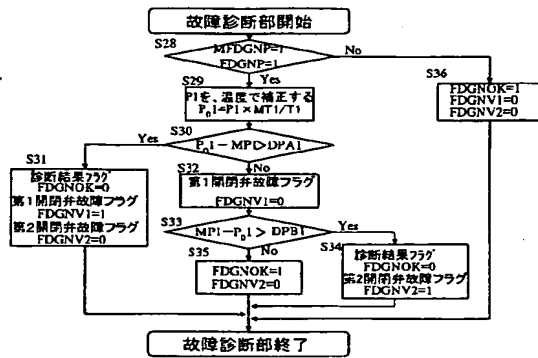 故障診断部開始
S28
MFDGNP=1
FDGNP=1
No
Yes
S29
P1を、温度で補正する
P₀1=P1×MT1/T1
S36
FDGNOK=1
FDGNV1=0
FDGNV2=0
S30
P₀1−MP1>DPA1
Yes
No
S31
診断結果フラグ
FDGNOK=0
第1開閉弁故障フラグ
FDGNV1=1
第2開閉弁故障フラグ
FDGNV2=0
S32
第1開閉弁故障フラグ
FDGNV1=0
S33
MP1−P₀1>DPB1
Yes
No
S34
診断結果フラグ
FDGNOK=0
第2開閉弁故障フラグ
FDGNV2=1
S35
FDGNOK=1
FDGNV2=0
故障診断部終了